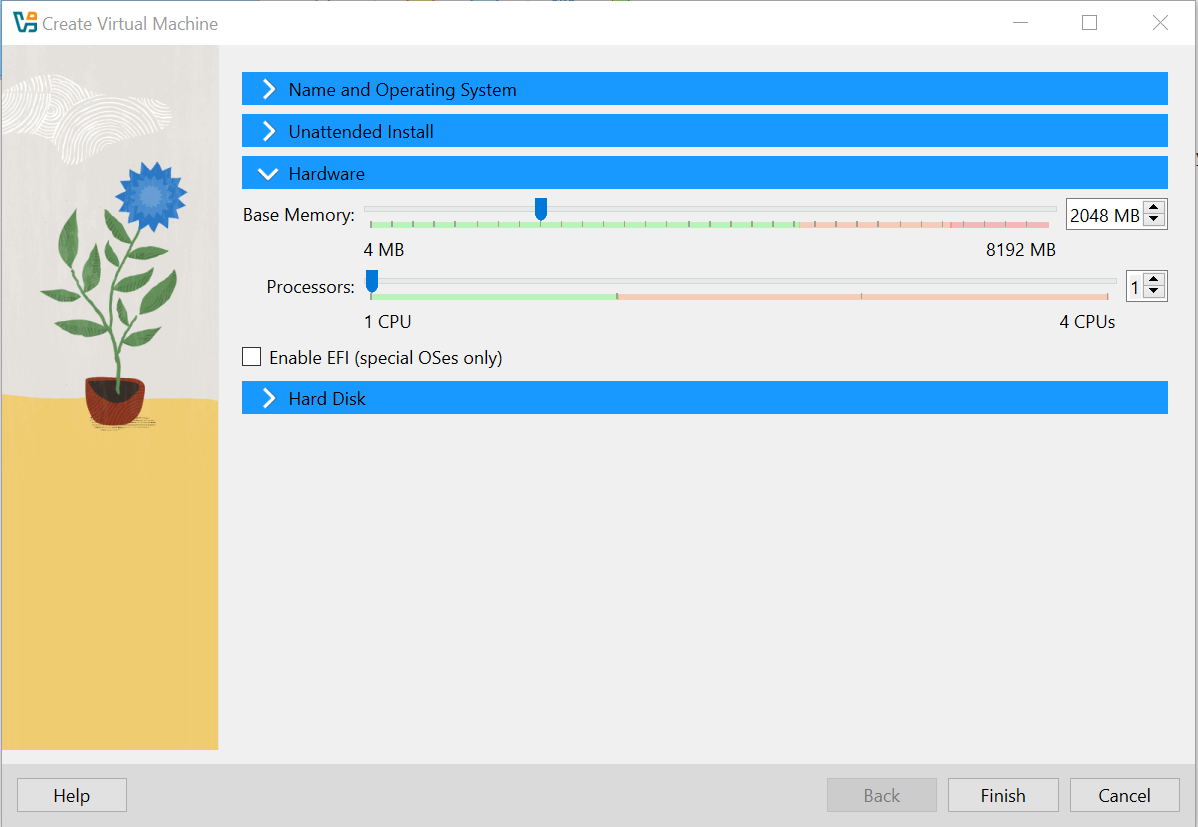 Create Virtual Machine
Name and Operating System
Unattended Install
Hardware
Base Memory: 2048 MB
4 MB 8192 MB
Processors: 1
1 CPU 4 CPUs
Enable EFI (special OSes only)
Hard Disk
Help Back Finish Cancel